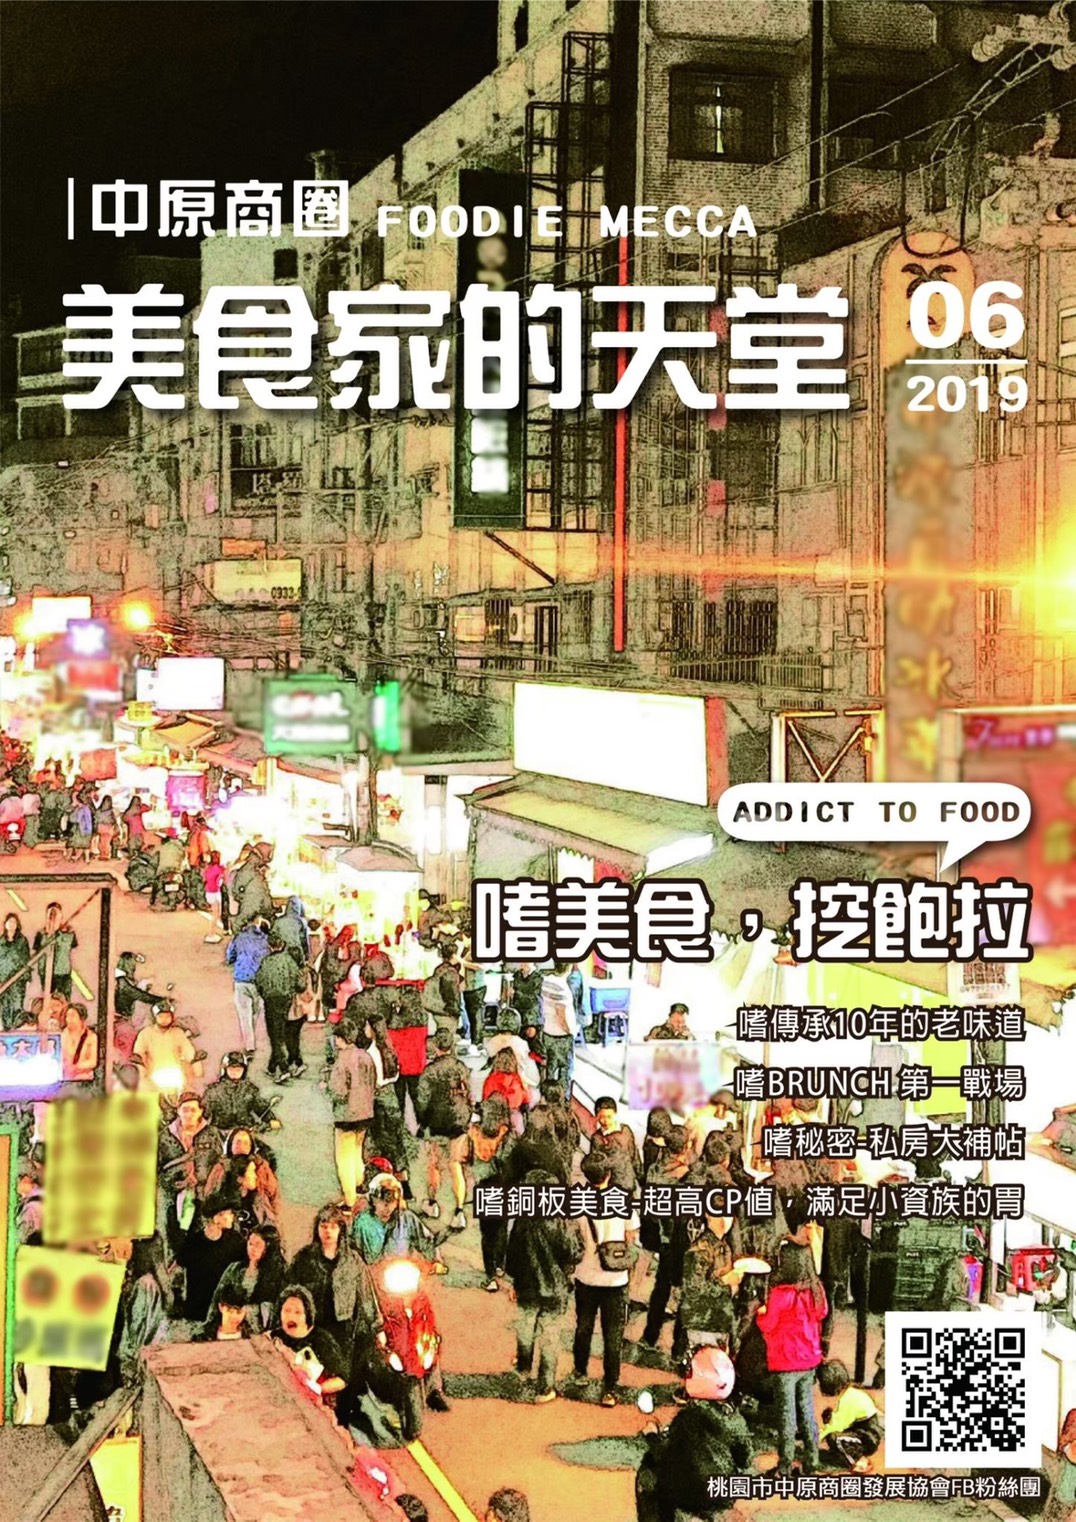 中原商圈 FOODIE MECCA
美食家的天堂
06
2019
0933
ADDICT TO FOOD
嗜美食，挖飽拉
嗜傳承10年的老味道
嗜BRUNCH 第一戰場
嗜秘密-私房大補帖
嗜銅板美食-超高CP值，滿足小資族的胃
桃園市中原商圈發展協會FB粉絲團